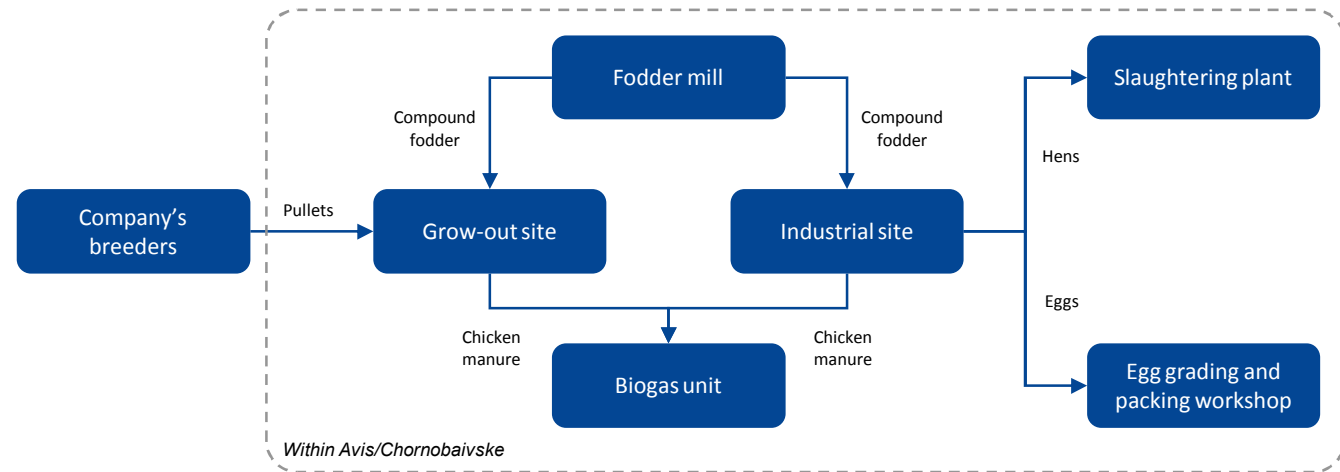 Fodder mill
Slaughtering plant
Compound
fodder
Compound
fodder
Hens
Company’s
breeders
Pullets
Grow-out site
Industrial site
Eggs
Chicken
manure
Chicken
manure
Biogas unit
Egg grading and
packing workshop
Within Avis/Chornobaivske